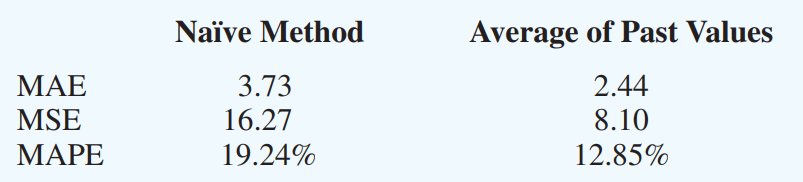 Naïve Method Average of Past Values
MAE 3.73 2.44
MSE 16.27 8.10
MAPE 19.24% 12.85%